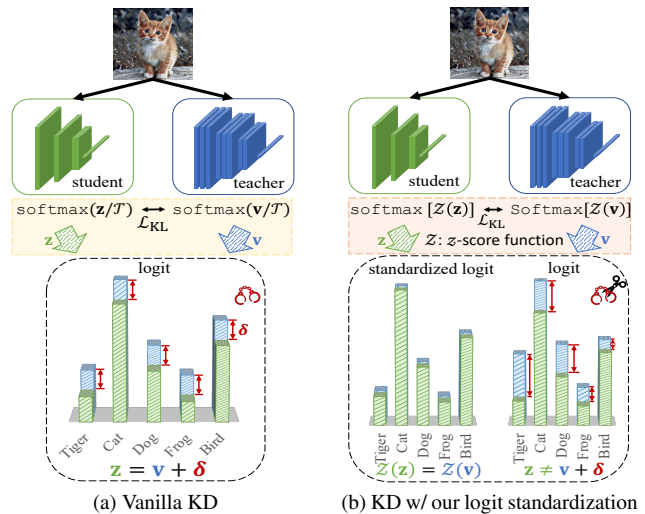 student
teacher
softmax(z/𝒯) ↔ softmax(v/𝒯)
ℒKL
z
v
logit
δ
Tiger
Cat
Dog
Frog
Bird
z = v + δ
(a) Vanilla KD
student
teacher
softmax [𝒵(z)] ↔ Softmax[𝒵(v)]
ℒKL
𝒵: z-score function
z
v
standardized logit
logit
Tiger
Cat
Dog
Frog
Bird
Tiger
Cat
Dog
Frog
Bird
𝒵(z) = 𝒵(v)
z ≠ v + δ
(b) KD w/ our logit standardization